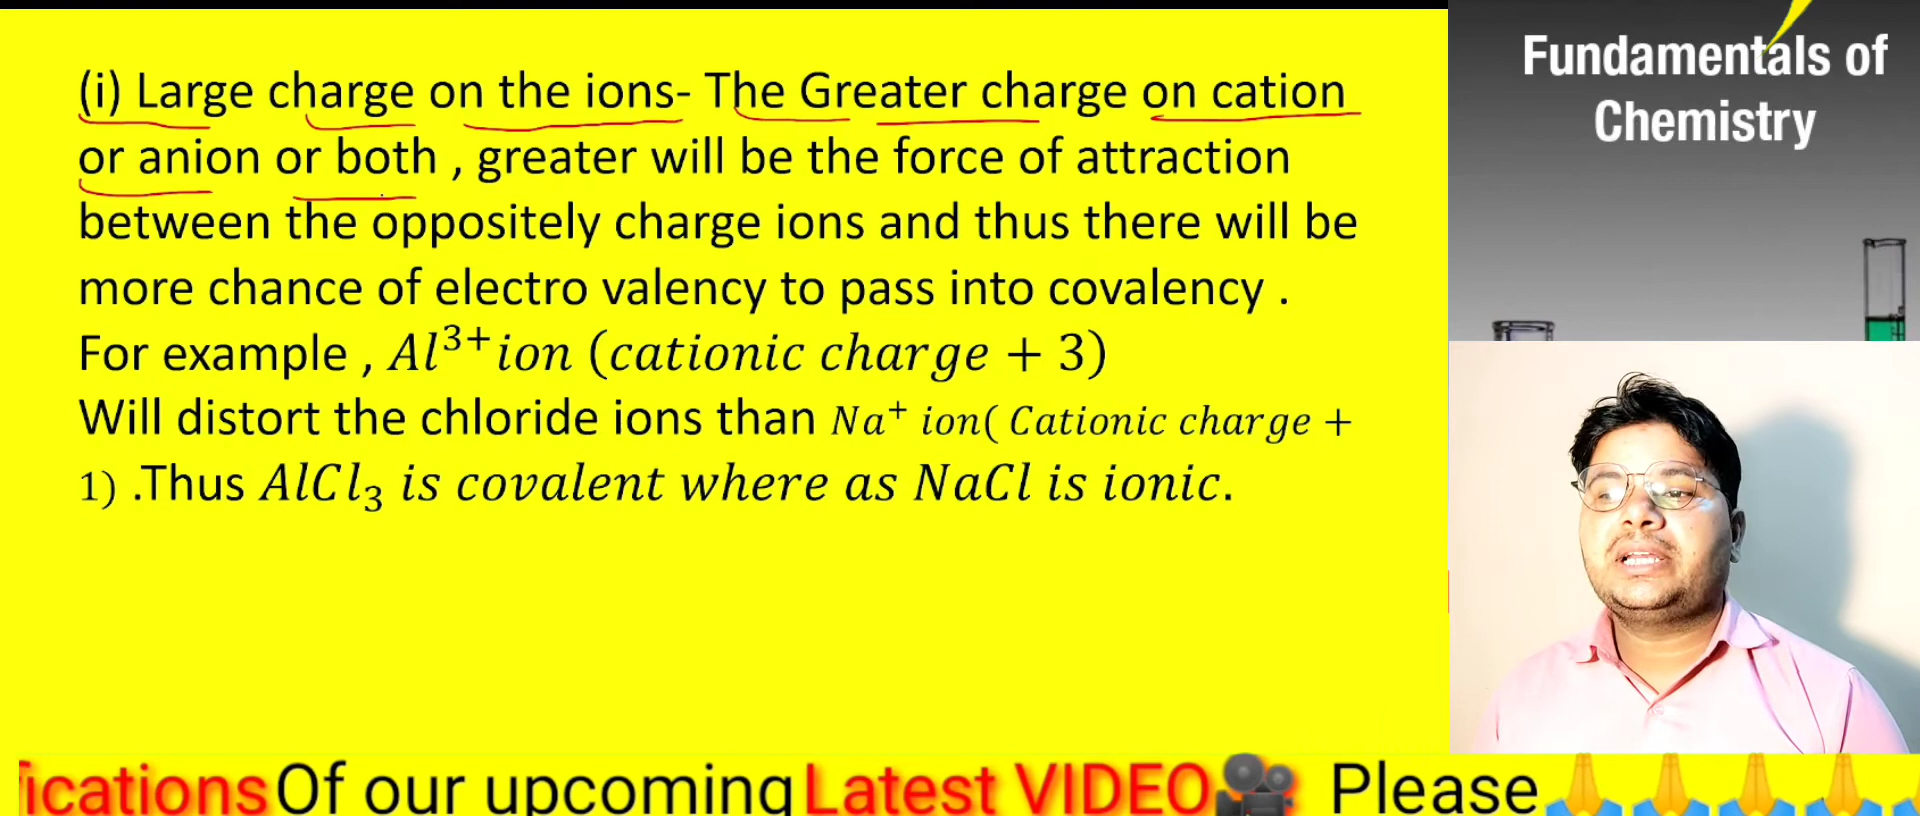 (i) Large charge on the ions- The Greater charge on cation
or anion or both , greater will be the force of attraction
between the oppositely charge ions and thus there will be
more chance of electro valency to pass into covalency .
For example , Al³⁺ ion (cationic charge + 3)
Will distort the chloride ions than Na⁺ ion( Cationic charge +
1) .Thus AlCl₃ is covalent where as NaCl is ionic.
Fundamentals of
Chemistry
ications Of our upcoming Latest VIDEO🎥 Please🙏🙏🙏🙏